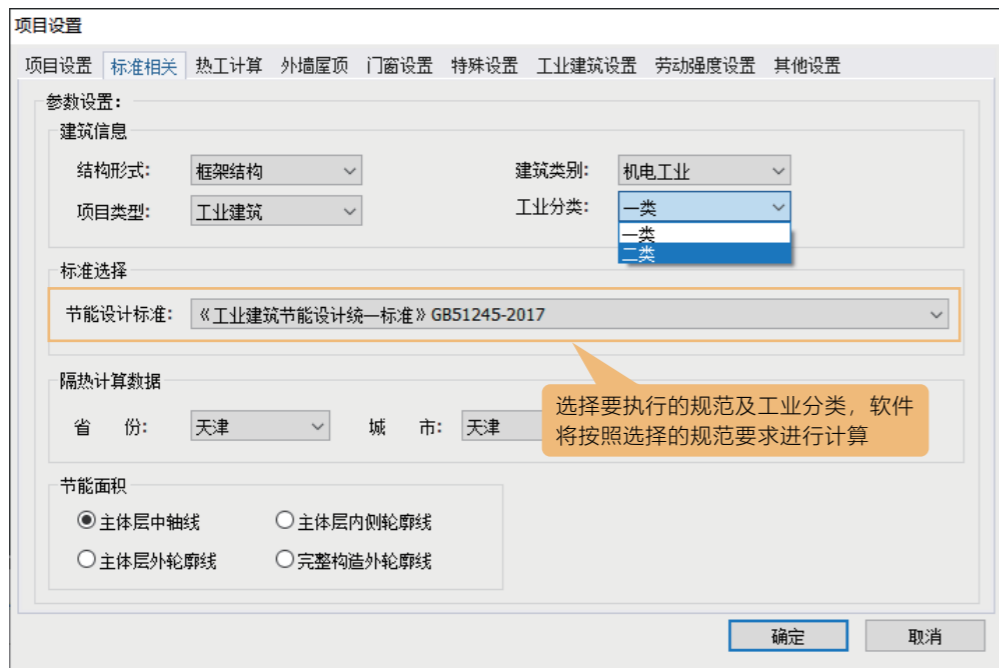 项目设置
项目设置 标准相关 热工计算 外墙屋顶 门窗设置 特殊设置 工业建筑设置 劳动强度设置 其他设置
参数设置：
建筑信息
结构形式： 框架结构 建筑类别： 机电工业
项目类型： 工业建筑 工业分类： 一类
一类
二类
标准选择
节能设计标准： 《工业建筑节能设计统一标准》GB51245-2017
隔热计算数据
省 份： 天津 城 市： 天津
选择要执行的规范及工业分类，软件
将按照选择的规范要求进行计算
节能面积
主体层中轴线 主体层内侧轮廓线
主体层外轮廓线 完整构造外轮廓线
确定 取消